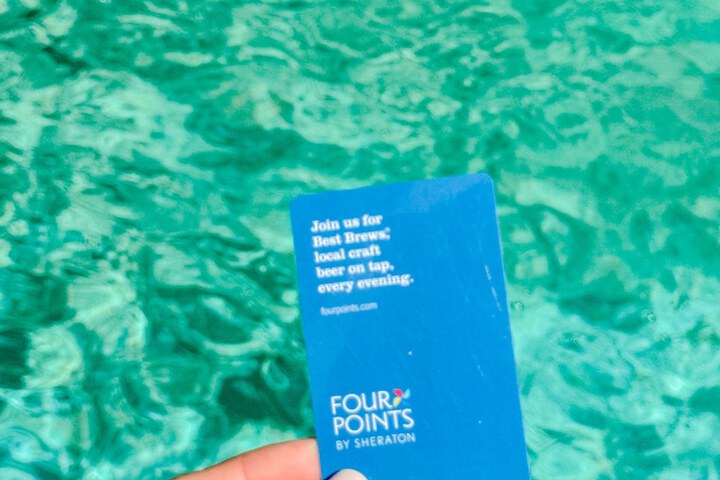 Join us for
Best Brews,®
local craft
beer on tap,
every evening.
fourpoints.com
FOUR
POINTS
BY SHERATON